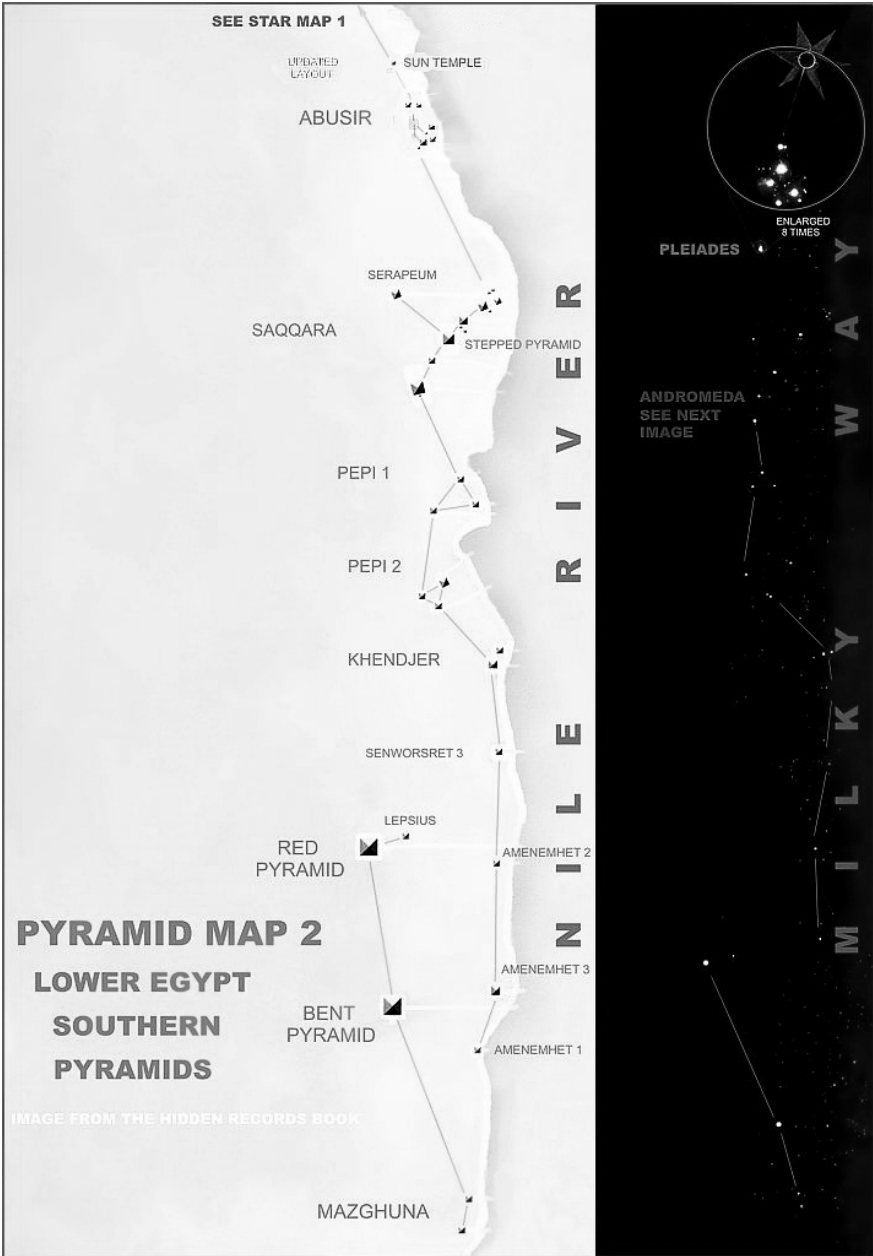 SEE STAR MAP 1
UPDATED
LAYOUT
SUN TEMPLE
ABUSIR
SERAPEUM
SAQQARA
STEPPED PYRAMID
PEPI 1
PEPI 2
KHENDJER
SENWORSRET 3
LEPSIUS
RED
PYRAMID
AMENEMHET 2
PYRAMID MAP 2
LOWER EGYPT
SOUTHERN
PYRAMIDS
AMENEMHET 3
BENT
PYRAMID
AMENEMHET 1
IMAGE FROM THE HIDDEN RECORDS BOOK
MAZGHUNA
NILE RIVER
ENLARGED
8 TIMES
PLEIADES
ANDROMEDA
SEE NEXT
IMAGE
MILKY WAY